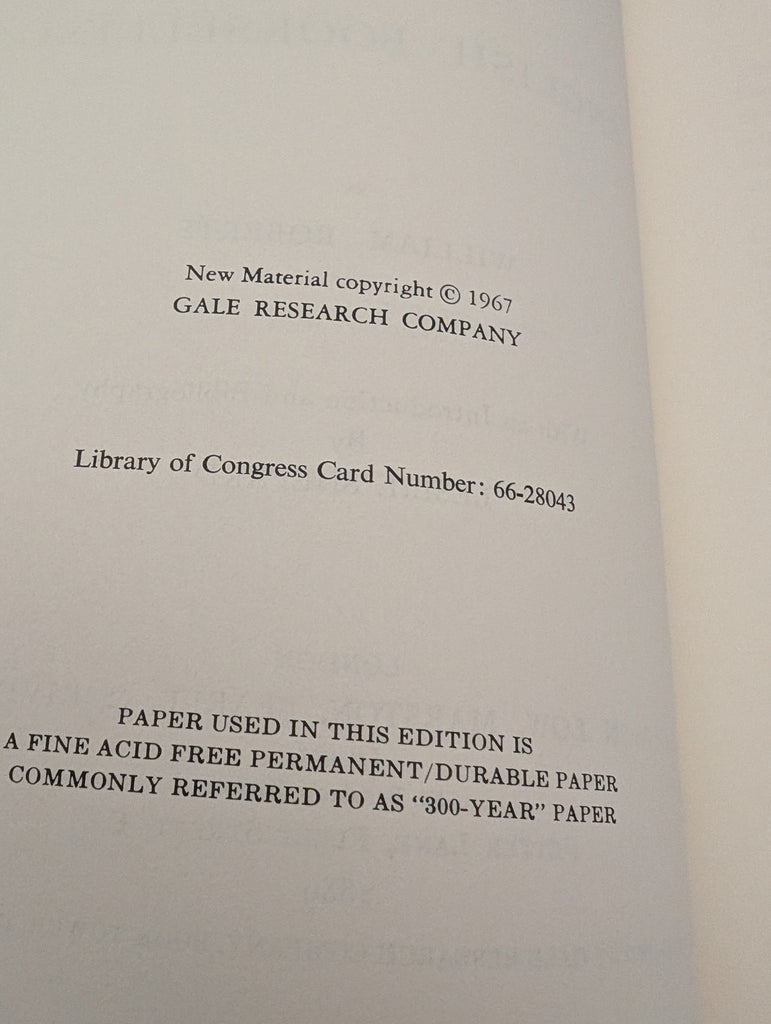 New Material copyright © 1967
GALE RESEARCH COMPANY
Library of Congress Card Number: 66-28043
PAPER USED IN THIS EDITION IS
A FINE ACID FREE PERMANENT/DURABLE PAPER
COMMONLY REFERRED TO AS "300-YEAR" PAPER